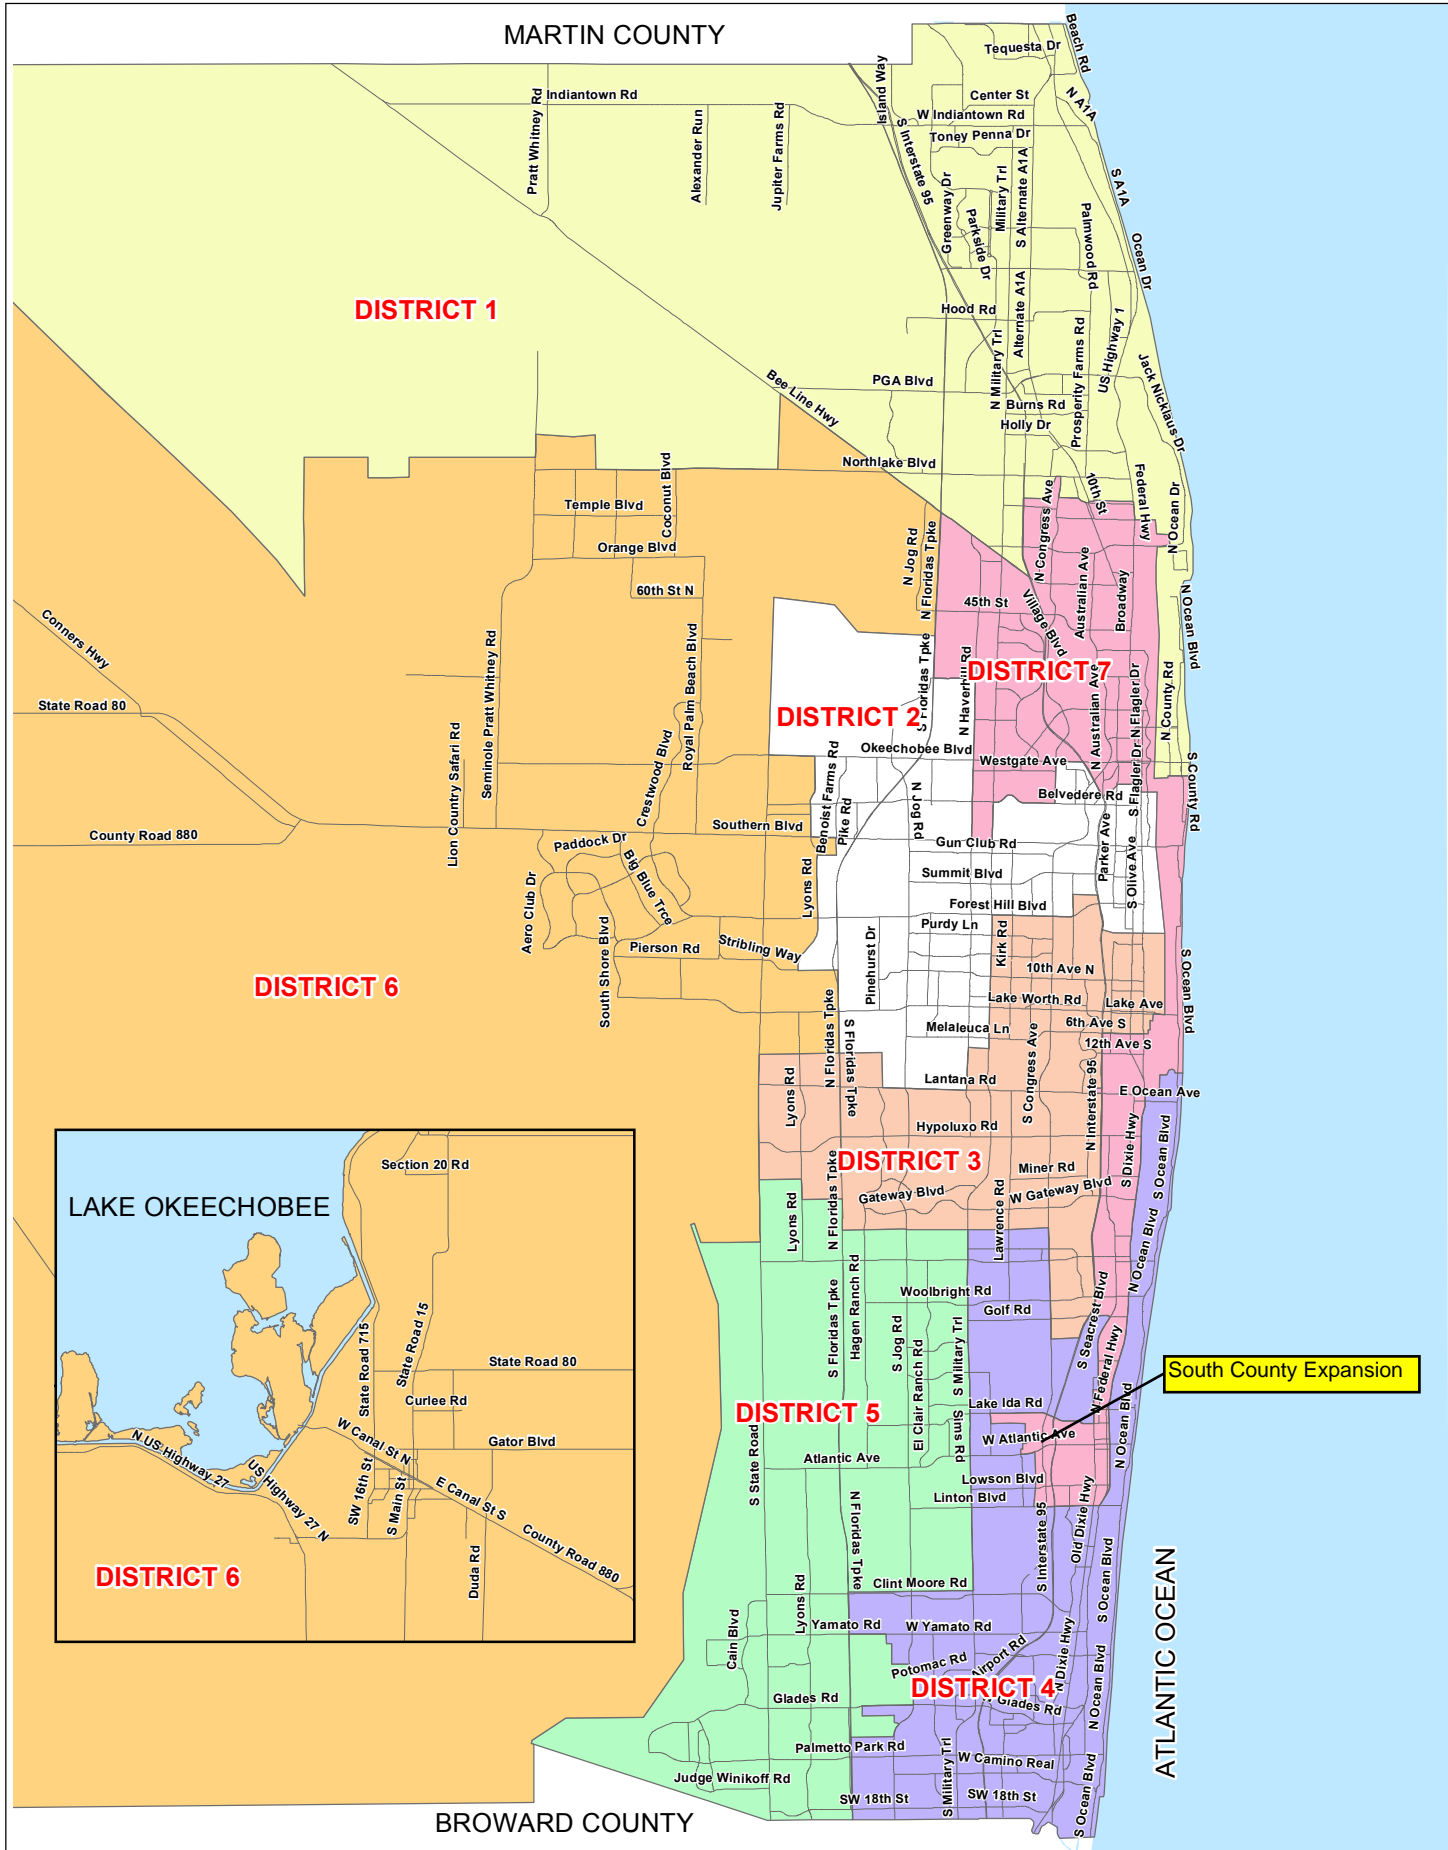 MARTIN COUNTY
Beach Rd
Tequesta Dr
Island Way
Indiantown Rd
Pratt Whitney Rd
Center St
N A1A
W Indiantown Rd
Alexander Run
Jupiter Farms Rd
S Interstate 95
Toney Penna Dr
Military Trl
S Alternate A1A
S A1A
Greenway Dr
Parkside Dr
Palmwood Rd
Ocean Dr
DISTRICT 1
Hood Rd
Alternate A1A
US Highway 1
N Military Trl
Prosperity Farms Rd
Jack Nicklaus Dr
PGA Blvd
Bee Line Hwy
Burns Rd
Holly Dr
Northlake Blvd
Coconut Blvd
10th St
Federal Hwy
N Congress Ave
N Ocean Dr
Temple Blvd
Orange Blvd
N Jog Rd
N Floridas Tpke
60th St N
45th St
Village Blvd
Australian Ave
Broadway
N Ocean Blvd
Conners Hwy
Seminole Pratt Whitney Rd
Royal Palm Beach Blvd
S Floridas Tpke
N Haverhill Rd
DISTRICT 7
State Road 80
DISTRICT 2
N Australian Ave
N Flagler Dr
N County Rd
Lion Country Safari Rd
Crestwood Blvd
Okeechobee Blvd
Westgate Ave
S Flagler Dr
S County Rd
Benoist Farms Rd
Pike Rd
N Jog Rd
Belvedere Rd
County Road 880
Paddock Dr
Southern Blvd
Gun Club Rd
Parker Ave
S Olive Ave
Big Blue Trce
Lyons Rd
Summit Blvd
Aero Club Dr
Forest Hill Blvd
South Shore Blvd
Pierson Rd
Stribling Way
Pinehurst Dr
Purdy Ln
Kirk Rd
10th Ave N
S Ocean Blvd
DISTRICT 6
N Floridas Tpke
S Floridas Tpke
Lake Worth Rd
Lake Ave
Melaleuca Ln
6th Ave S
12th Ave S
S Congress Ave
Lyons Rd
Lantana Rd
N Interstate 95
E Ocean Ave
Hypoluxo Rd
S Dixie Hwy
S Ocean Blvd
DISTRICT 3
Miner Rd
Section 20 Rd
LAKE OKEECHOBEE
Lyons Rd
N Floridas Tpke
Gateway Blvd
Lawrence Rd
W Gateway Blvd
N Ocean Blvd
Hagen Ranch Rd
S Floridas Tpke
Woolbright Rd
Golf Rd
S Seacrest Blvd
State Road 715
State Road 15
State Road 80
S Jog Rd
El Clair Ranch Rd
S Military Trl
N Federal Hwy
South County Expansion
Curlee Rd
Lake Ida Rd
N Ocean Blvd
DISTRICT 5
Sims Rd
W Atlantic Ave
W Canal St N
Gator Blvd
S State Road
Atlantic Ave
N US Highway 27
US Highway 27 N
SW 16th St
S Main St
E Canal St S
Lowson Blvd
Linton Blvd
County Road 880
N Floridas Tpke
S Interstate 95
Old Dixie Hwy
S Ocean Blvd
DISTRICT 6
Duda Rd
Clint Moore Rd
ATLANTIC OCEAN
Lyons Rd
Cain Blvd
Yamato Rd
W Yamato Rd
Potomac Rd
Airport Rd
N Dixie Hwy
N Ocean Blvd
DISTRICT 4
Glades Rd
W Glades Rd
Palmetto Park Rd
W Camino Real
Judge Winikoff Rd
S Military Trl
SW 18th St
SW 18th St
S Ocean Blvd
BROWARD COUNTY